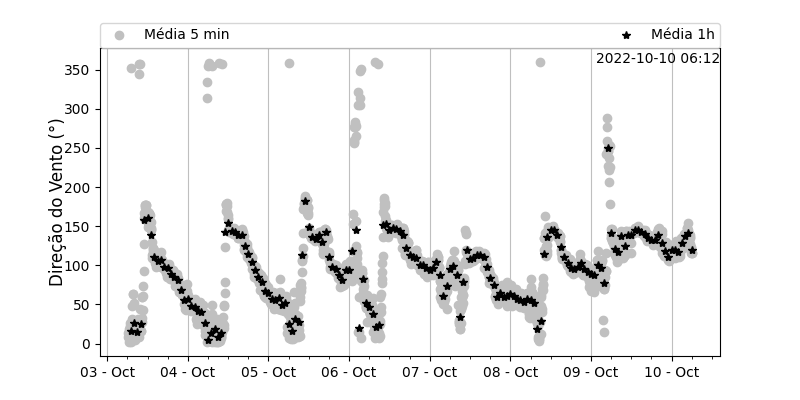 Média 5 min
Média 1h
2022-10-10 06:12
Direção do Vento (°)
350
300
250
200
150
100
50
0
03 - Oct
04 - Oct
05 - Oct
06 - Oct
07 - Oct
08 - Oct
09 - Oct
10 - Oct